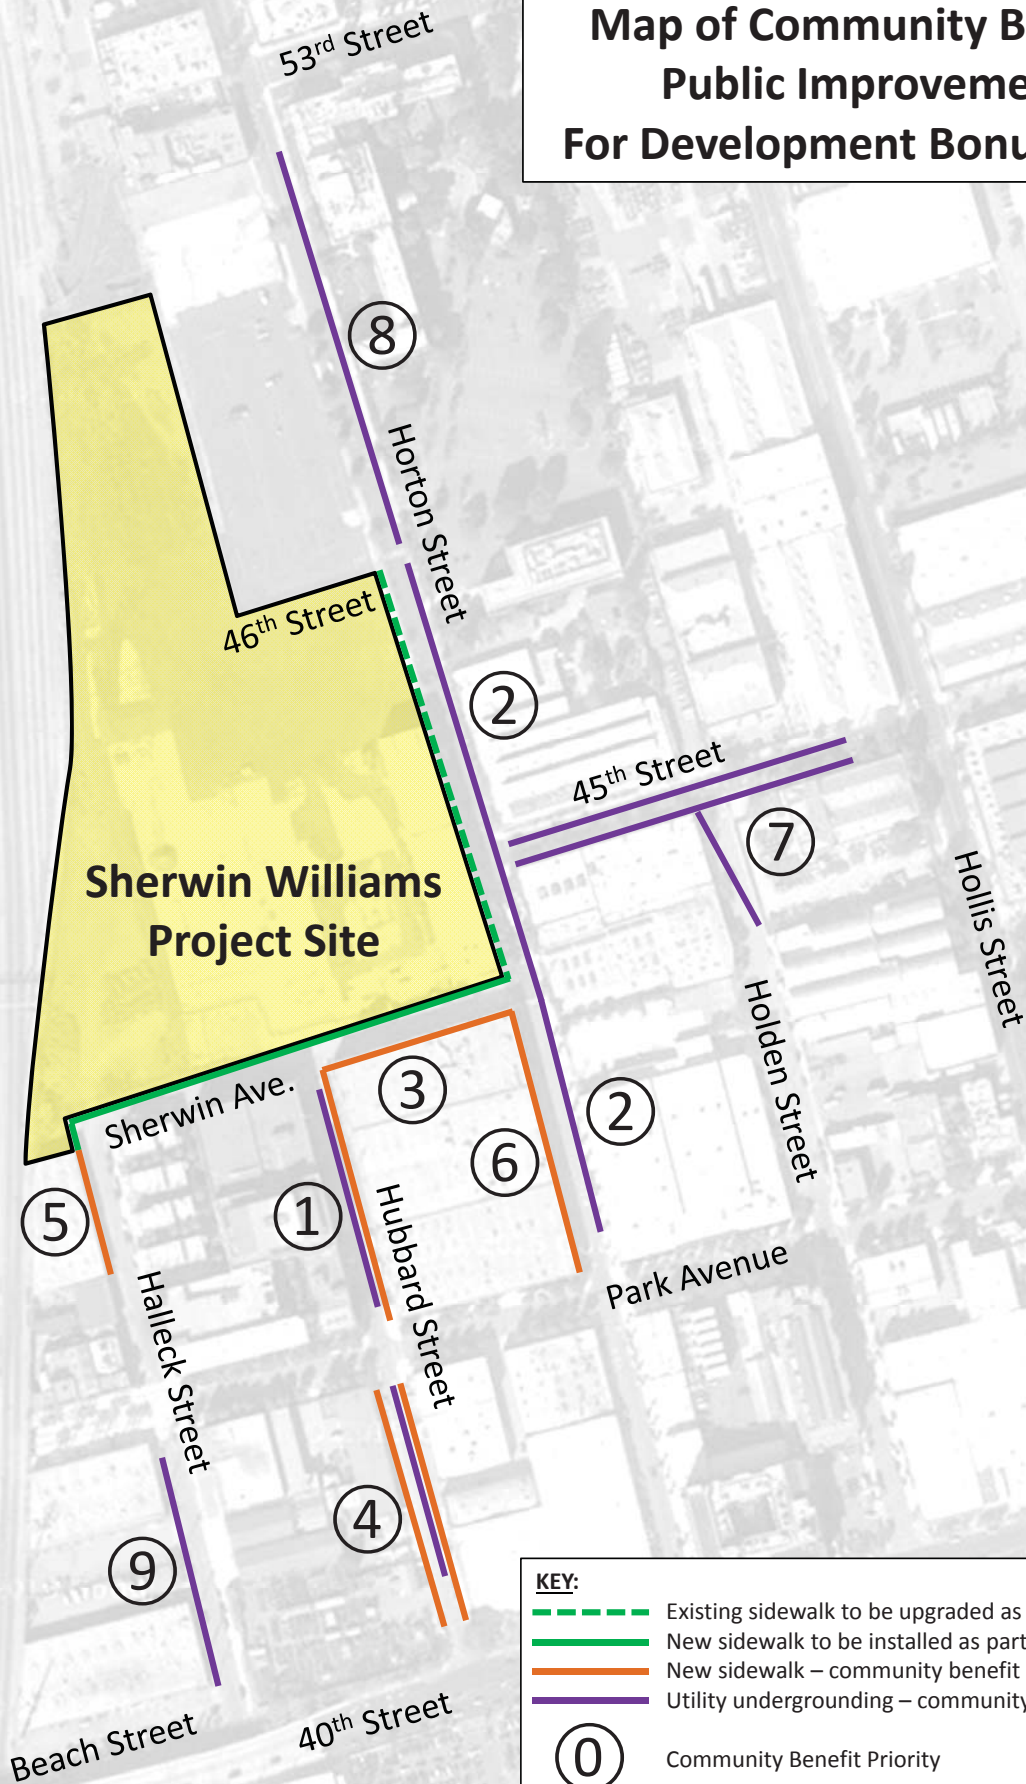 Map of Community B
Public Improveme
For Development Bonu
53rd Street
8
Horton Street
46th Street
2
45th Street
7
Sherwin Williams
Project Site
Hollis Street
Holden Street
Sherwin Ave.
3
2
6
5
1
Hubbard Street
Park Avenue
Halleck Street
4
9
Beach Street
40th Street
KEY:
Existing sidewalk to be upgraded as
New sidewalk to be installed as part
New sidewalk – community benefit
Utility undergrounding – community
0 Community Benefit Priority